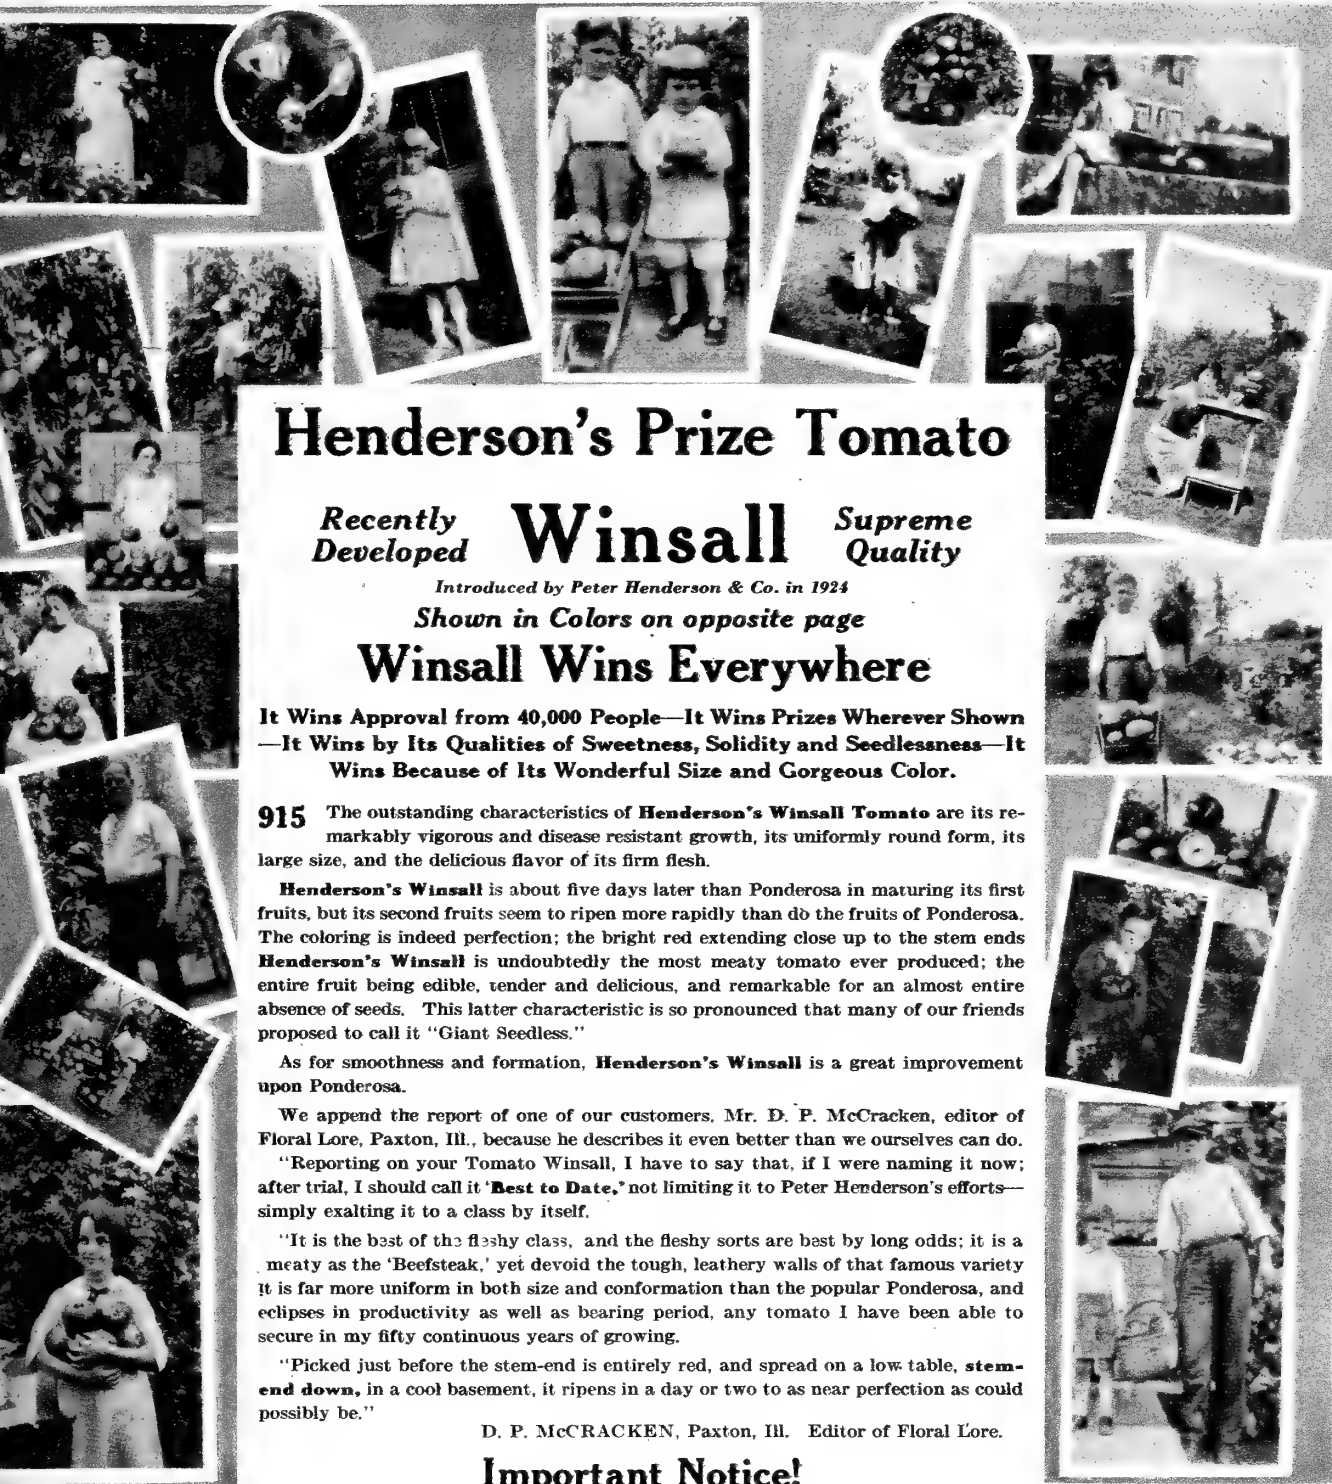 Henderson's Prize Tomato
Recently Developed
Winsall
Supreme Quality
Introduced by Peter Henderson & Co. in 1924
Shown in Colors on opposite page
Winsall Wins Everywhere
It Wins Approval from 40,000 People—It Wins Prizes Wherever Shown
—It Wins by Its Qualities of Sweetness, Solidity and Seedlessness—It
Wins Because of Its Wonderful Size and Gorgeous Color.
915 The outstanding characteristics of Henderson's Winsall Tomato are its re-
markably vigorous and disease resistant growth, its uniformly round form, its
large size, and the delicious flavor of its firm flesh.
Henderson's Winsall is about five days later than Ponderosa in maturing its first
fruits, but its second fruits seem to ripen more rapidly than do the fruits of Ponderosa.
The coloring is indeed perfection; the bright red extending close up to the stem ends
Henderson's Winsall is undoubtedly the most meaty tomato ever produced; the
entire fruit being edible, tender and delicious, and remarkable for an almost entire
absence of seeds. This latter characteristic is so pronounced that many of our friends
proposed to call it "Giant Seedless."
As for smoothness and formation, Henderson's Winsall is a great improvement
upon Ponderosa.
We append the report of one of our customers, Mr. D. P. McCracken, editor of
Floral Lore, Paxton, Ill., because he describes it even better than we ourselves can do.
"Reporting on your Tomato Winsall, I have to say that, if I were naming it now;
after trial, I should call it 'Best to Date,' not limiting it to Peter Henderson's efforts—
simply exalting it to a class by itself.
"It is the best of the fleshy class, and the fleshy sorts are best by long odds; it is a
meaty as the 'Beefsteak,' yet devoid the tough, leathery walls of that famous variety
It is far more uniform in both size and conformation than the popular Ponderosa, and
eclipses in productivity as well as bearing period, any tomato I have been able to
secure in my fifty continuous years of growing.
"Picked just before the stem-end is entirely red, and spread on a low table, stem-
end down, in a cool basement, it ripens in a day or two to as near perfection as could
possibly be."
D. P. McCRACKEN, Paxton, Ill. Editor of Floral Lore.
Important Notice!